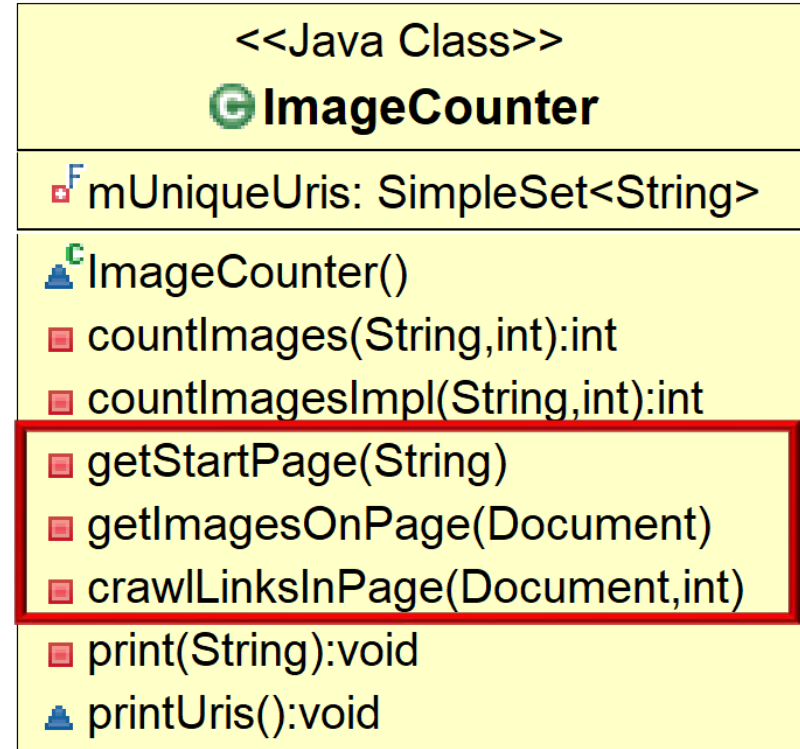 <<Java Class>>
C ImageCounter
F mUniqueUris: SimpleSet<String>
C ImageCounter()
countImages(String,int):int
countImagesImpl(String,int):int
getStartPage(String)
getImagesOnPage(Document)
crawlLinksInPage(Document,int)
print(String):void
printUris():void